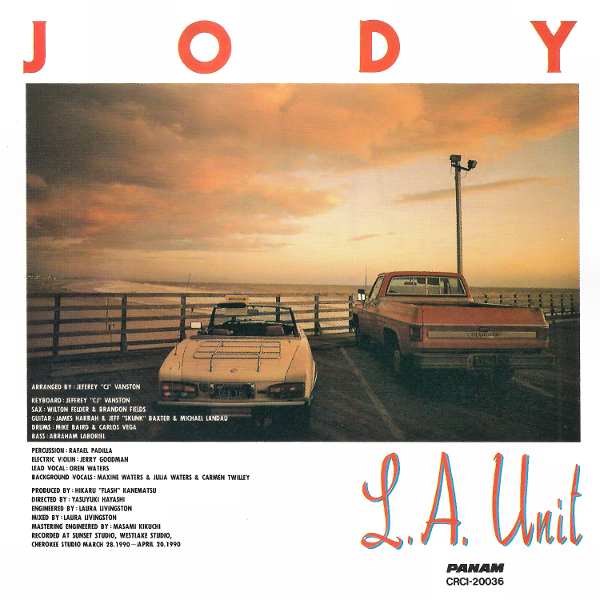 JODY
ARRANGED BY : JEFEREY "CJ" VANSTON
KEYBOARD : JEFEREY "CJ" VANSTON
SAX : WILTON FELDER & BRANDON FIELDS
GUITAR : JAMES HARRAH & JEFF "SKUNK" BAXTER & MICHAEL LANDAU
DRUMS : MIKE BAIRD & CARLOS VEGA
BASS : ABRAHAM LABORIEL
PERCUSSION : RAFAEL PADILLA
ELECTRIC VIOLIN : JERRY GOODMAN
LEAD VOCAL : OREN WATERS
BACKGROUND VOCALS : MAXINE WATERS & JULIA WATERS & CARMEN TWILLEY
PRODUCED BY : HIKARU "FLASH" KANEMATSU
DIRECTED BY : YASUYUKI HAYASHI
ENGINIERED BY : LAURA LIVINGSTON
MIXED BY : LAURA LIVINGSTON
MASTERING ENGINEERED BY : MASAMI KIKUCHI
RECORDED AT SUNSET STUDIO, WESTLAKE STUDIO,
CHEROKEE STUDIO MARCH 28.1990~APRIL 20.1990
L.A. Unit
PANAM
CRCI-20036